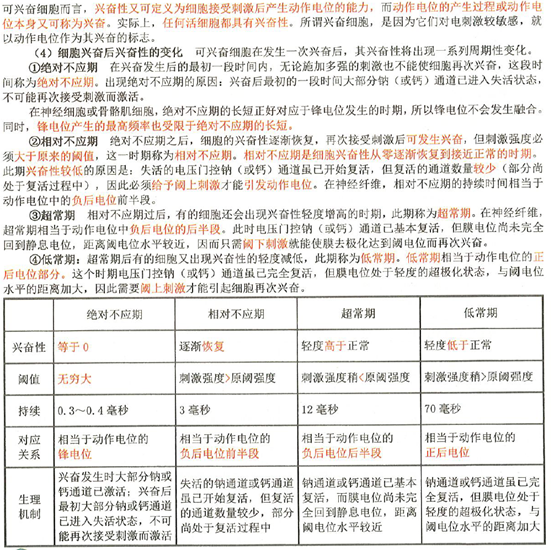 可兴奋细胞而言，兴奋性又可定义为细胞接受刺激后产生动作电位的能力，而动作电位的产生过程或动作电
位本身又可称为兴奋。实际上，任何活细胞都具有兴奋性。所谓兴奋细胞，是因为它们对电刺激较敏感，就
以动作电位作为其兴奋的标志。
（4）细胞兴奋后兴奋性的变化 可兴奋细胞在发生一次兴奋后，其兴奋性将出现一系列周期性变化。
①绝对不应期 在兴奋发生后的最初一段时间内，无论施加多强的刺激也不能使细胞再次兴奋，这段时
间称为绝对不应期。出现绝对不应期的原因：兴奋后最初的一段时间大部分钠（或钙）通道已进入失活状态，
不可能再次接受刺激而激活。
在神经细胞或骨骼肌细胞，绝对不应期的长短正好对应于锋电位发生的时期，所以锋电位不会发生融合。
同时，锋电位产生的最高频率也受限于绝对不应期的长短。
②相对不应期 绝对不应期之后，细胞的兴奋性逐渐恢复，再次接受刺激后可发生兴奋，但刺激强度必
须大于原来的阈值，这一时期称为相对不应期。相对不应期是细胞兴奋性从零逐渐恢复到接近正常的时期。
此期兴奋性较低的原因是：失活的电压门控钠（或钙）通道虽已开始复活，但复活的通道数量较少（部分尚
处于复活过程中），因此必须给予阈上刺激才能引发动作电位。在神经纤维，相对不应期的持续时间相当于
动作电位中的负后电位前半段。
③超常期 相对不应期过后，有的细胞还会出现兴奋性轻度增高的时期，此期称为超常期。在神经纤维，
超常期相当于动作电位中负后电位的后半段。此时电压门控钠（或钙）通道已基本复活，但膜电位尚未完全
回到静息电位，距离阈电位水平较近，因而只需阈下刺激就能使膜去极化达到阈电位而再次兴奋。
④低常期：超常期后有的细胞又出现兴奋性的轻度减低，此期称为低常期。低常期相当于动作电位的正
后电位部分。这个时期电压门控钠（或钙）通道虽已完全复活，但膜电位处于轻度的超极化状态，与阈电位
水平的距离加大，因此需要阈上刺激才能引起细胞再次兴奋。
绝对不应期 相对不应期 超常期 低常期
兴奋性 等于0 逐渐恢复 轻度高于正常 轻度低于正常
阈值 无穷大 刺激强度>原阈强度 刺激强度稍<原阈强度 刺激强度稍>原阈强度
持续 0.3～0.4毫秒 3毫秒 12毫秒 70毫秒
对应
关系
相当于动作电位的
锋电位
相当于动作电位的
负后电位前半段
相当于动作电位的
负后电位后半段
相当于动作电位的
正后电位
生理
机制
兴奋发生时大部分钠或
钙通道已激活；兴奋后
最初大部分钠或钙通道
已进入失活状态，不可
能再次接受刺激而激活
失活的钠通道或钙通道
虽已开始复活，但复活
的通道数量较少，部分
尚处于复活过程中
钠通道或钙通道已基本
复活，而膜电位尚未完
全回到静息电位，距离
阈电位水平较近
钠通道或钙通道虽已完
全复活，但膜电位处于
轻度的超极化状态，与
阈电位水平的距离加大